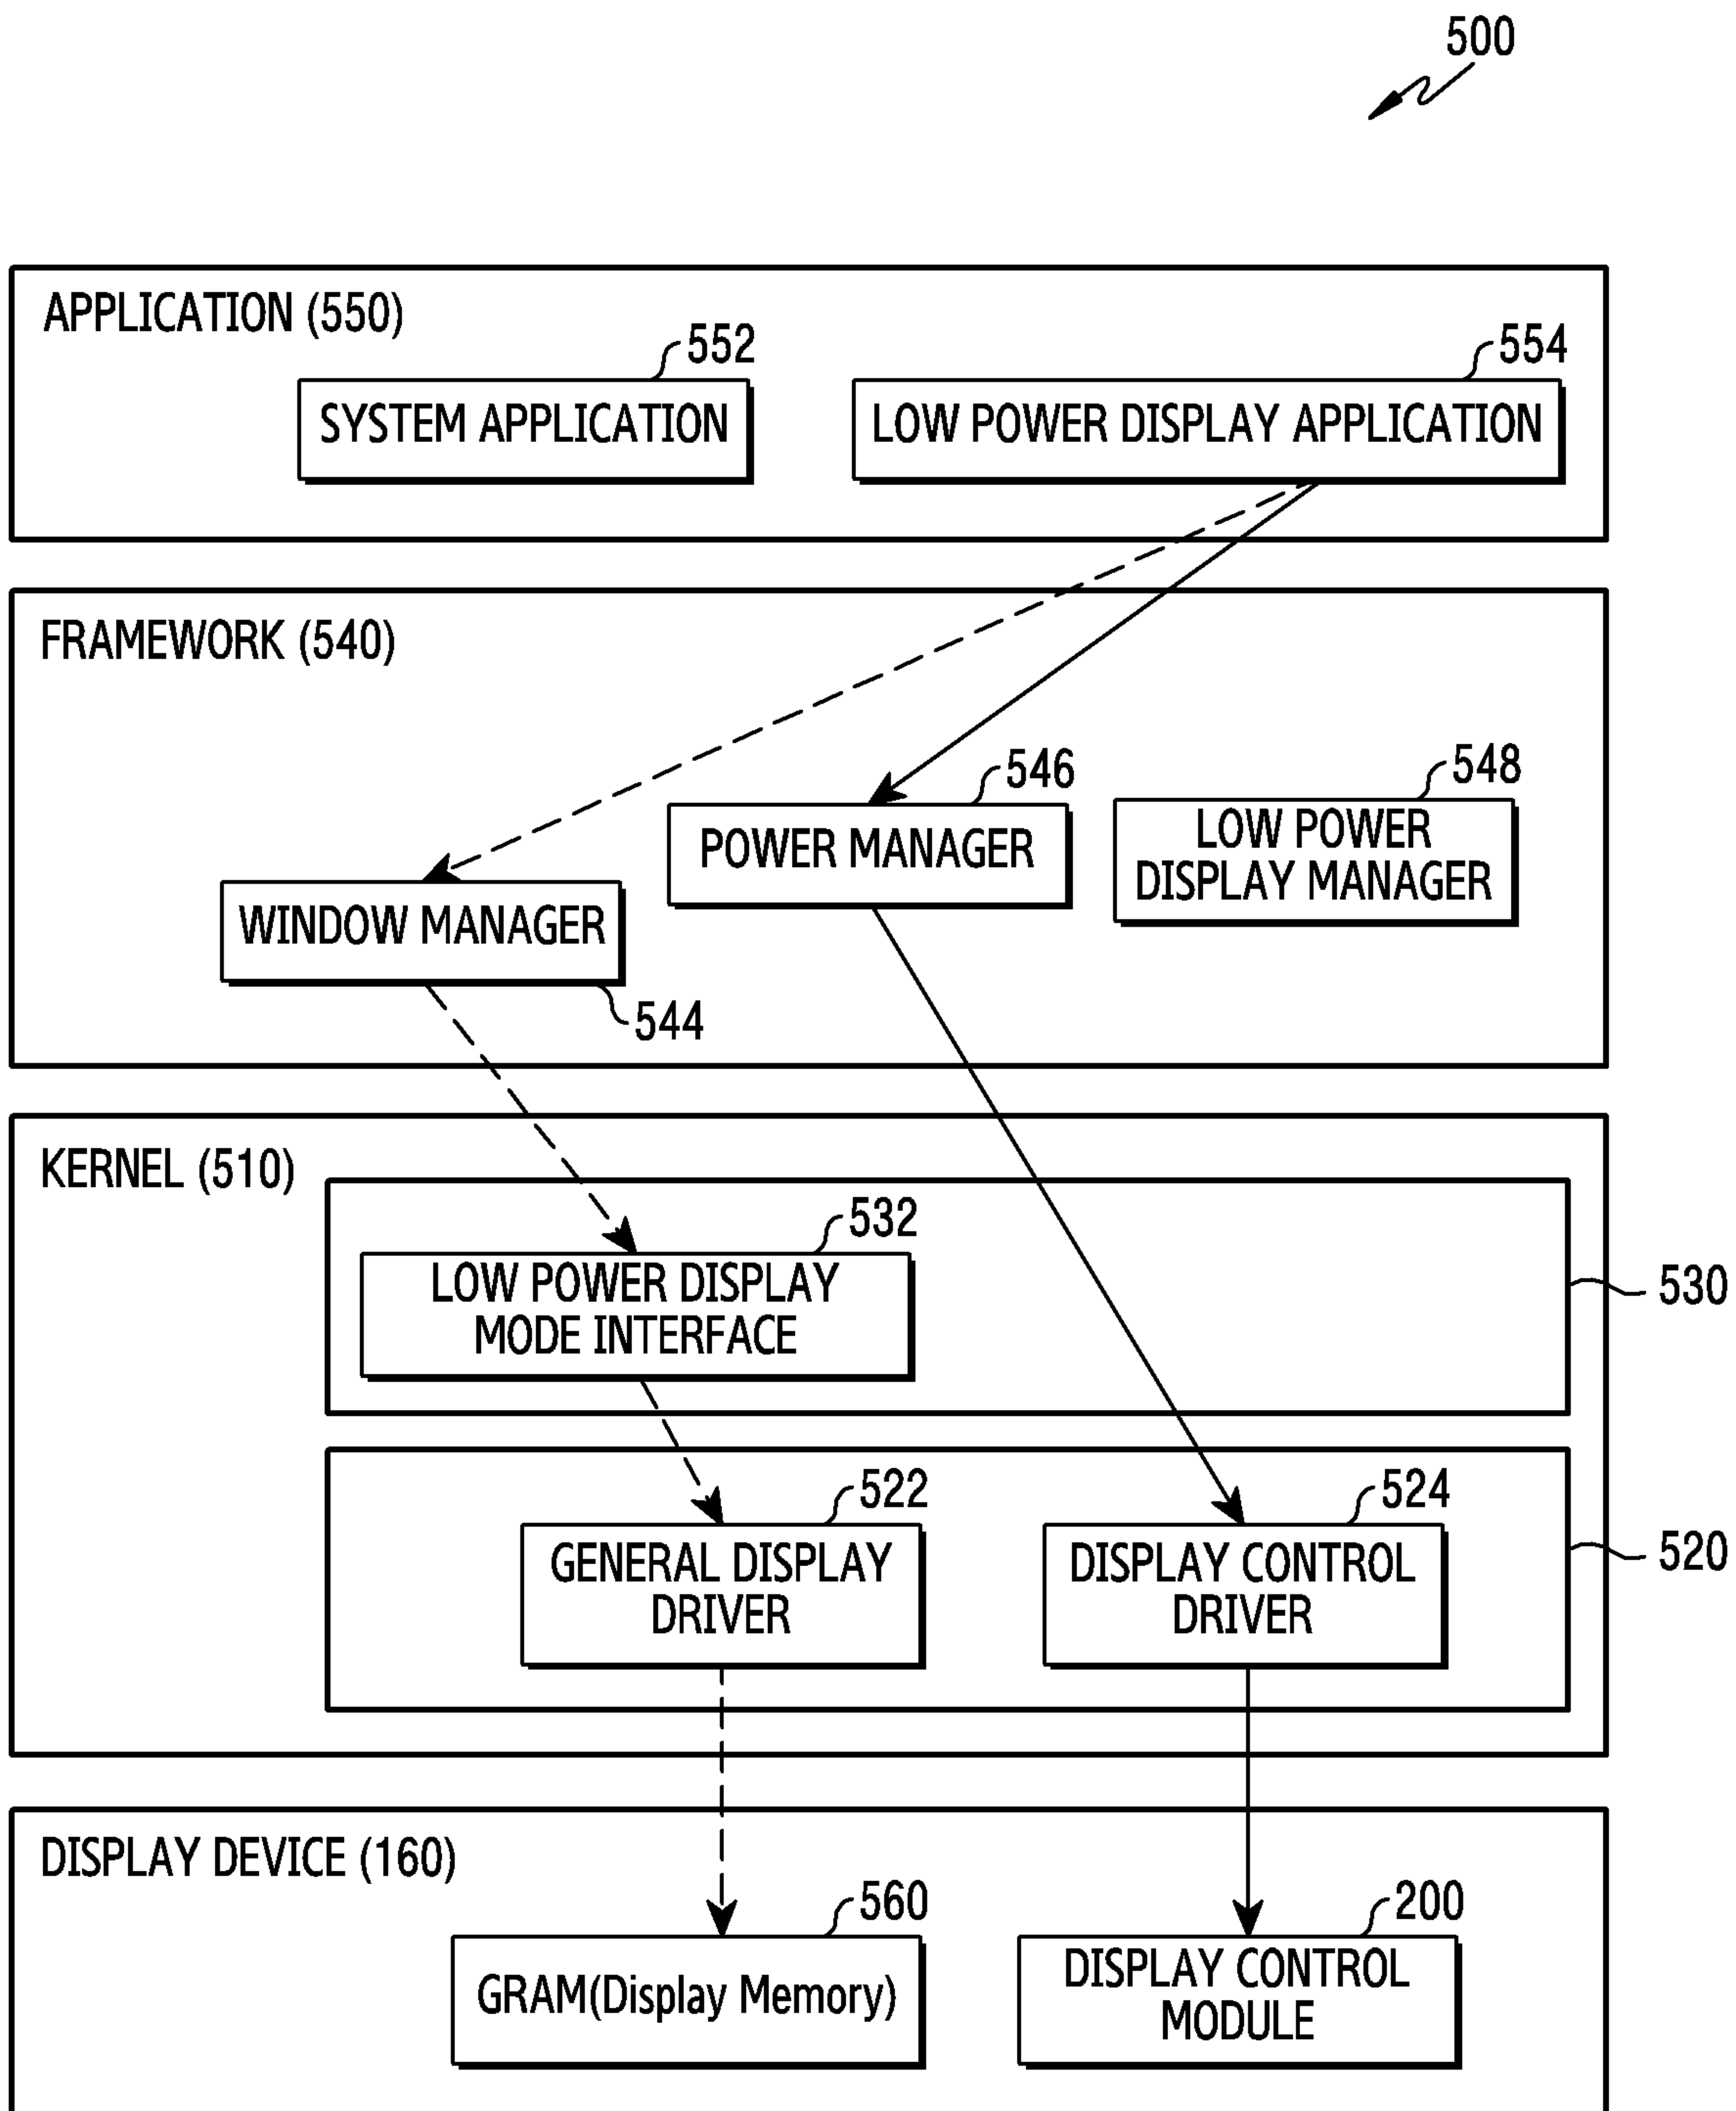 500
APPLICATION (550)
552
554
SYSTEM APPLICATION
LOW POWER DISPLAY APPLICATION
FRAMEWORK (540)
546
548
POWER MANAGER
LOW POWER
DISPLAY MANAGER
WINDOW MANAGER
544
KERNEL (510)
532
LOW POWER DISPLAY
MODE INTERFACE
530
522
524
GENERAL DISPLAY
DRIVER
DISPLAY CONTROL
DRIVER
520
DISPLAY DEVICE (160)
560
200
GRAM(Display Memory)
DISPLAY CONTROL
MODULE